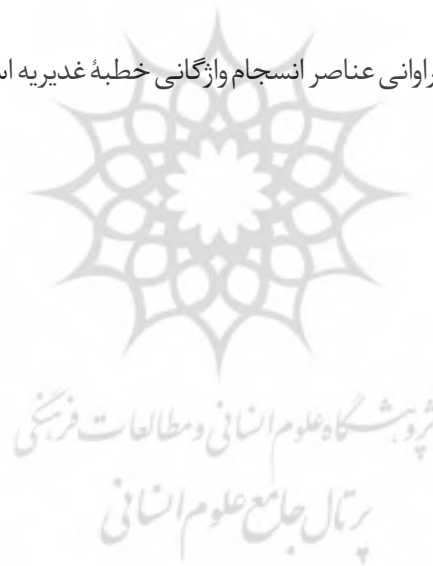 راوانی عناصر انسجام واژگانی خطبهٔ غدیریه اس
پژوهشگاه علوم انسانی و مطالعات فرهنگی
پرتال جامع علوم انسانی